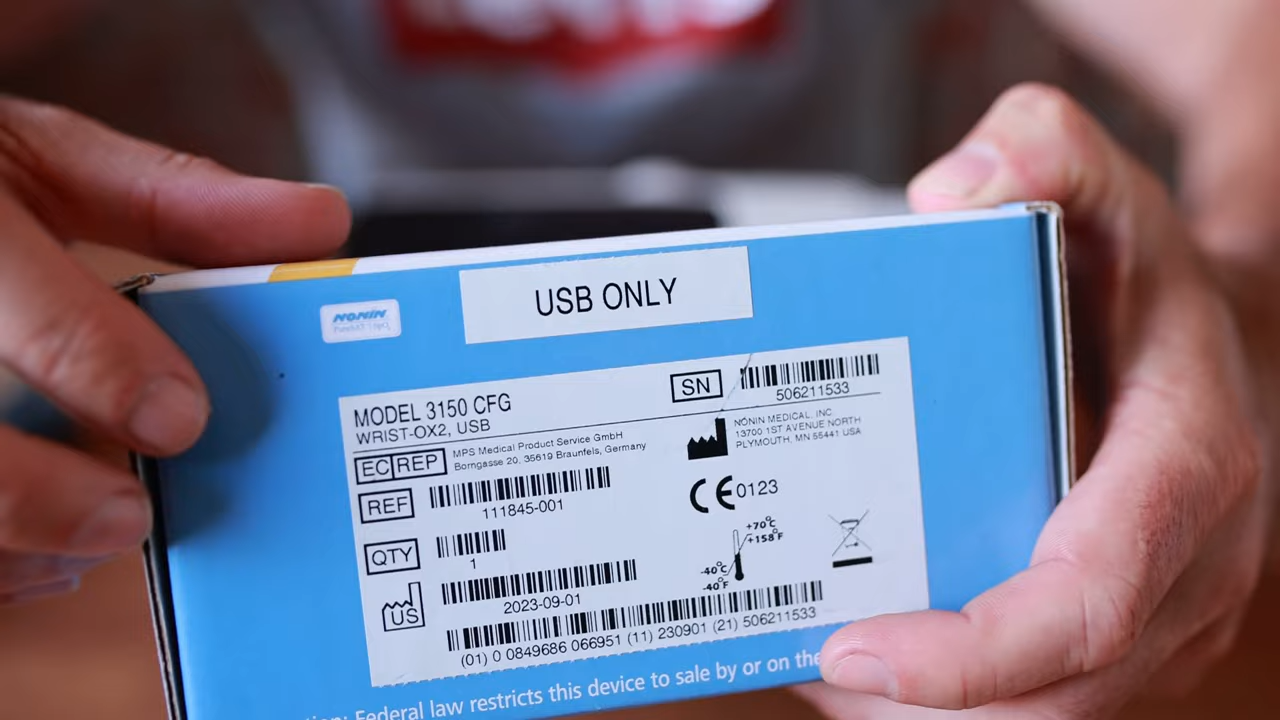 USB ONLY
NONIN
MODEL 3150 CFG
WRIST-OX2, USB
SN
506211533
EC REP
MPS Medical Product Service GmbH
Borngasse 20, 35619 Braunfels, Germany
NONIN MEDICAL, INC
13700 1ST AVENUE NORTH
PLYMOUTH, MN 55441 USA
REF
111845-001
CE 0123
QTY
1
+70°C
+158°F
-40°C
-40°F
US
2023-09-01
(01) 0 0849686 066951 (11) 230901 (21) 506211533
Federal law restricts this device to sale by or on the